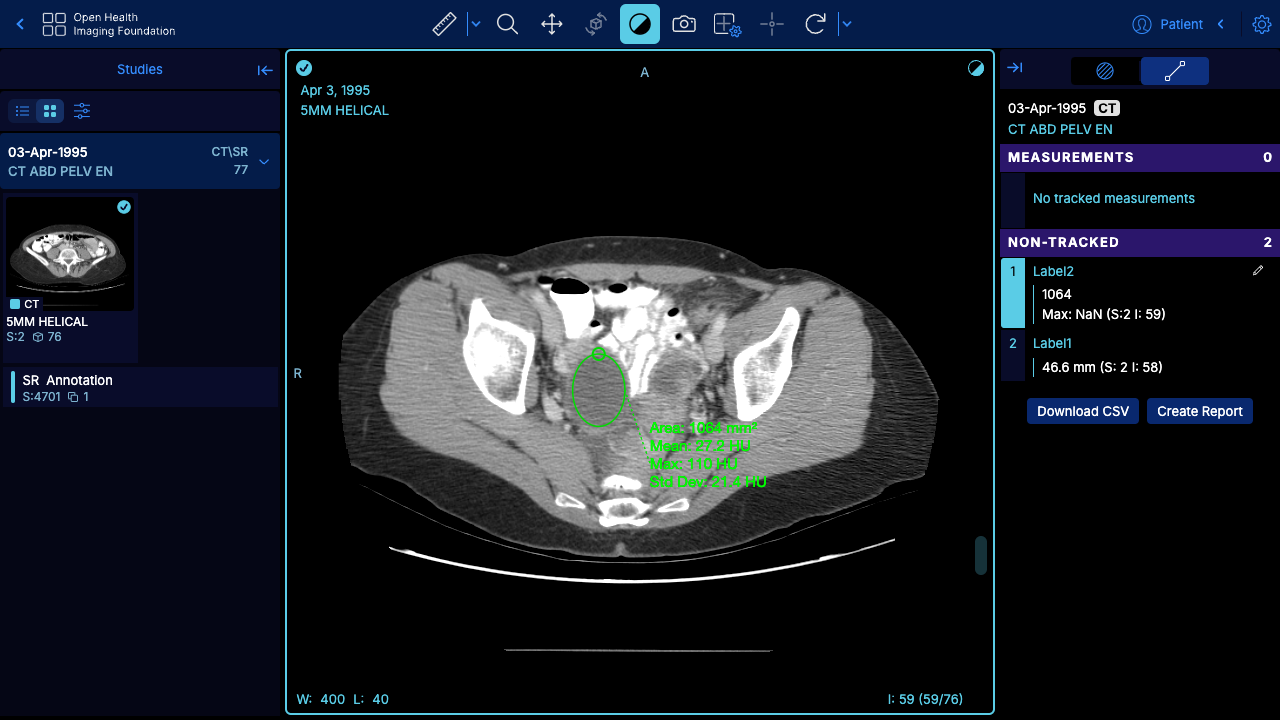 Open Health
Imaging Foundation
Patient
Studies
03-Apr-1995
CT\SR
CT ABD PELV EN
77
CT
5MM HELICAL
S:2 76
SR Annotation
S:4701 1
Apr 3, 1995
5MM HELICAL
A
R
Area: 1064 mm²
Mean: 27.2 HU
Max: 110 HU
Std Dev: 21.4 HU
W: 400 L: 40
I: 59 (59/76)
03-Apr-1995 CT
CT ABD PELV EN
MEASUREMENTS 0
No tracked measurements
NON-TRACKED 2
1 Label2
1064
Max: NaN (S:2 I: 59)
2 Label1
46.6 mm (S: 2 I: 58)
Download CSV
Create Report